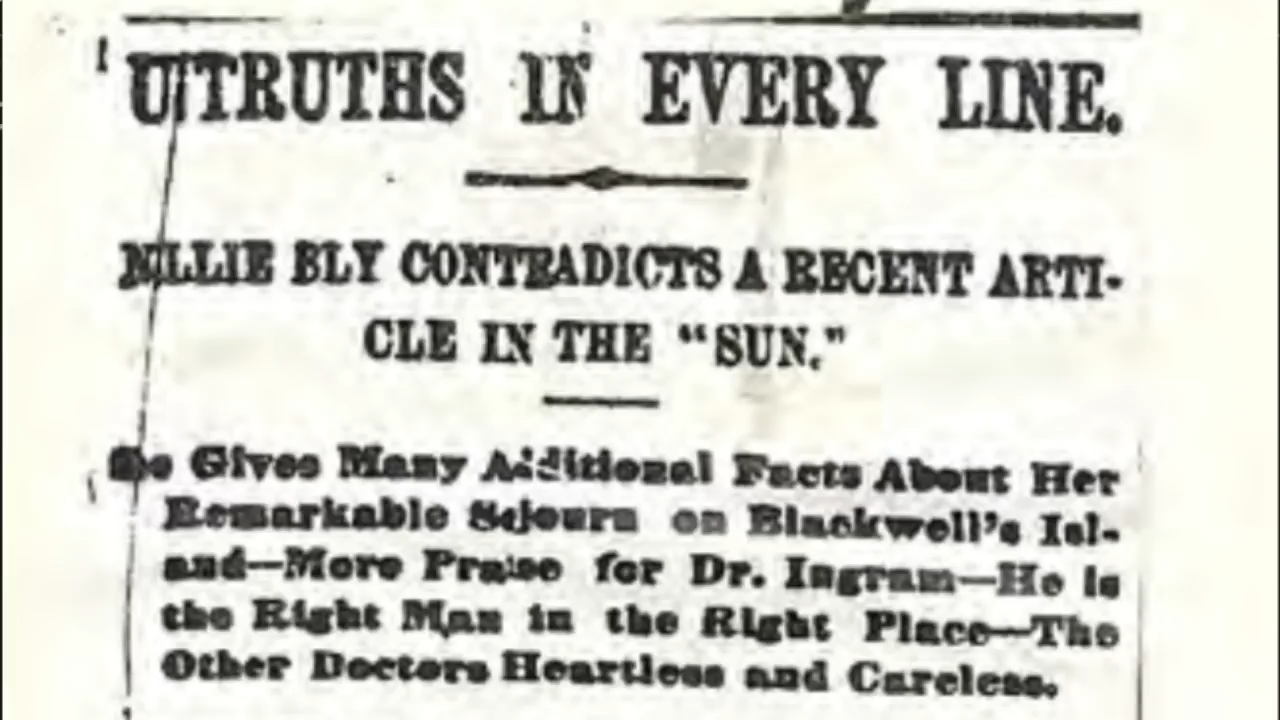 UTRUTHS IN EVERY LINE.
NLLIE BLY CONTRADICTS A RECENT ARTI-
CLE IN THE "SUN."
She Gives Many Additional Facts About Her
Remarkable Sojourn on Blackwell's Isl-
and—More Praise for Dr. Ingram—He is
the Right Man in the Right Place—The
Other Doctors Heartless and Careless.